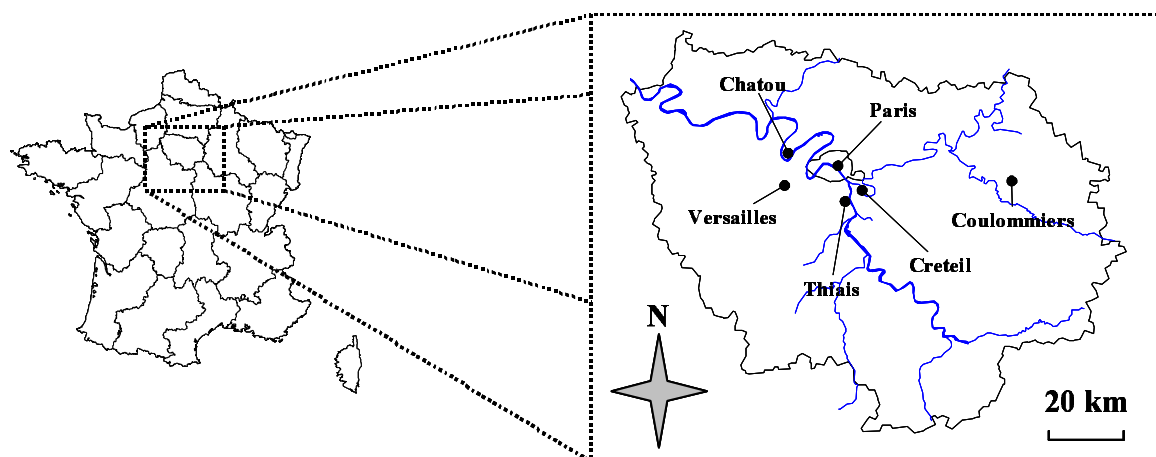 Chatou
Paris
Versailles
Coulommiers
Creteil
Thiais
N
20 km